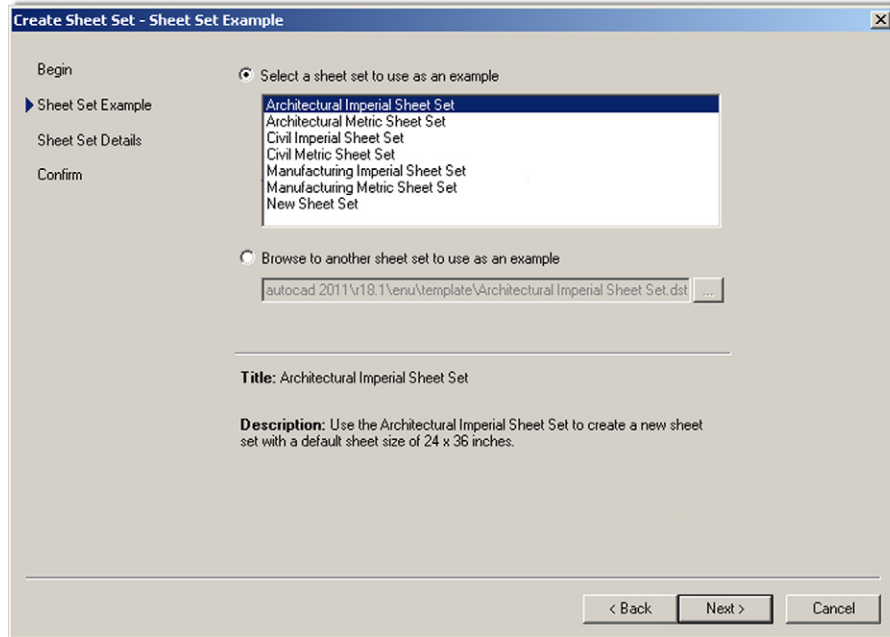 Create Sheet Set - Sheet Set Example
Begin
Sheet Set Example
Sheet Set Details
Confirm
Select a sheet set to use as an example
Architectural Imperial Sheet Set
Architectural Metric Sheet Set
Civil Imperial Sheet Set
Civil Metric Sheet Set
Manufacturing Imperial Sheet Set
Manufacturing Metric Sheet Set
New Sheet Set
Browse to another sheet set to use as an example
autocad 2011\r18.1\enu\template\Architectural Imperial Sheet Set.dst
...
Title: Architectural Imperial Sheet Set
Description: Use the Architectural Imperial Sheet Set to create a new sheet
set with a default sheet size of 24 x 36 inches.
< Back
Next >
Cancel